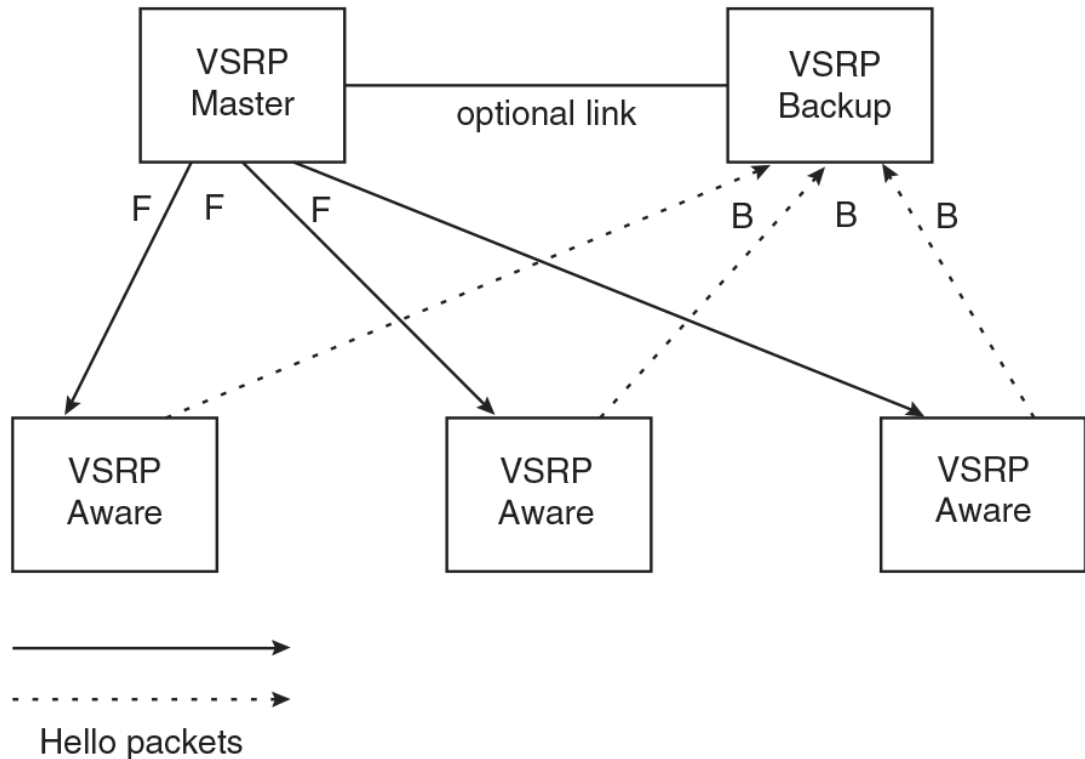 VSRP
Master
VSRP
Backup
optional link
F
F
F
B
B
B
VSRP
Aware
VSRP
Aware
VSRP
Aware
Hello packets